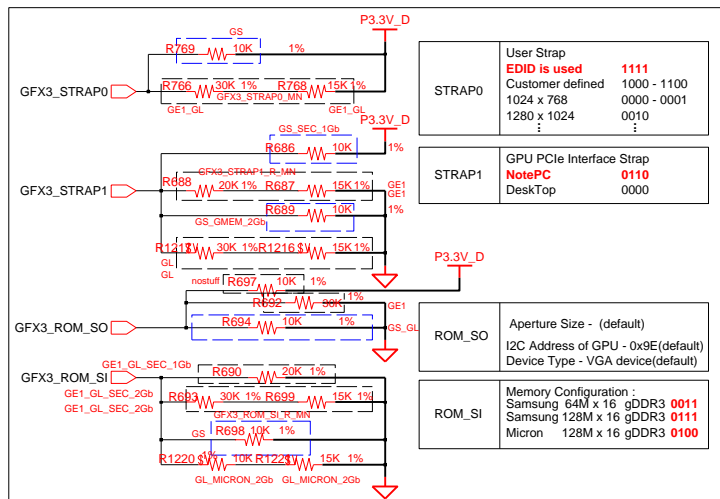 P3.3V_D
GS
R769 10K 1%
GFX3_STRAP0
R766 30K 1% R768 15K 1%
GFX3_STRAP0_MN
GE1_GL GE1_GL
P3.3V_D
GS_SEC_1Gb
R686 10K 1%
GFX3_STRAP1_R_MN
GFX3_STRAP1
R688 20K 1% R687 15K 1%
GE1
GE1
R689 10K 1%
GS_GMEM_2Gb
R1217 SV 30K 1% R1216 SV 15K 1%
GL
GL
P3.3V_D
nostuff
R697 10K 1%
R692 30K 1%
GE1
GFX3_ROM_SO
R694 10K 1%
GS_GL
GFX3_ROM_SI
GE1_GL_SEC_1Gb
R690 20K 1%
GE1_GL_SEC_2Gb
GE1_GL_SEC_2Gb
R693 30K 1% R699 15K 1%
GFX3_ROM_SI_R_MN
GS
R698 10K 1%
R1220 SV 1% 10K R1221 SV 15K 1%
GL_MICRON_2Gb GL_MICRON_2Gb
STRAP0
User Strap
EDID is used 1111
Customer defined 1000 - 1100
1024 x 768 0000 - 0001
1280 x 1024 0010
STRAP1
GPU PCIe Interface Strap
NotePC 0110
DeskTop 0000
ROM_SO
Aperture Size - (default)
I2C Address of GPU - 0x9E(default)
Device Type - VGA device(default)
ROM_SI
Memory Configuration :
Samsung 64M x 16 gDDR3 0011
Samsung 128M x 16 gDDR3 0111
Micron 128M x 16 gDDR3 0100